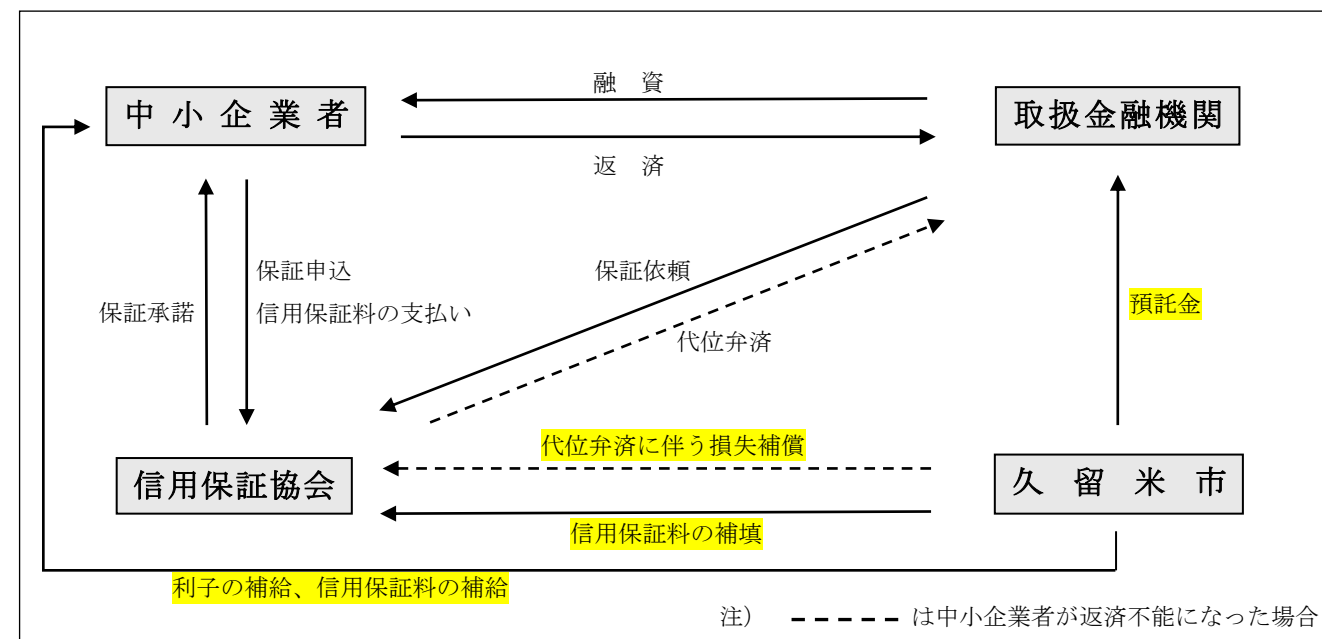 融　資
中 小 企 業 者
取扱金融機関
返　済
保証申込
信用保証料の支払い
保証承諾
保証依頼
代位弁済
預託金
代位弁済に伴う損失補償
信用保証協会
久　留　米　市
信用保証料の補填
利子の補給、信用保証料の補給
注）　－－－－－ は中小企業者が返済不能になった場合